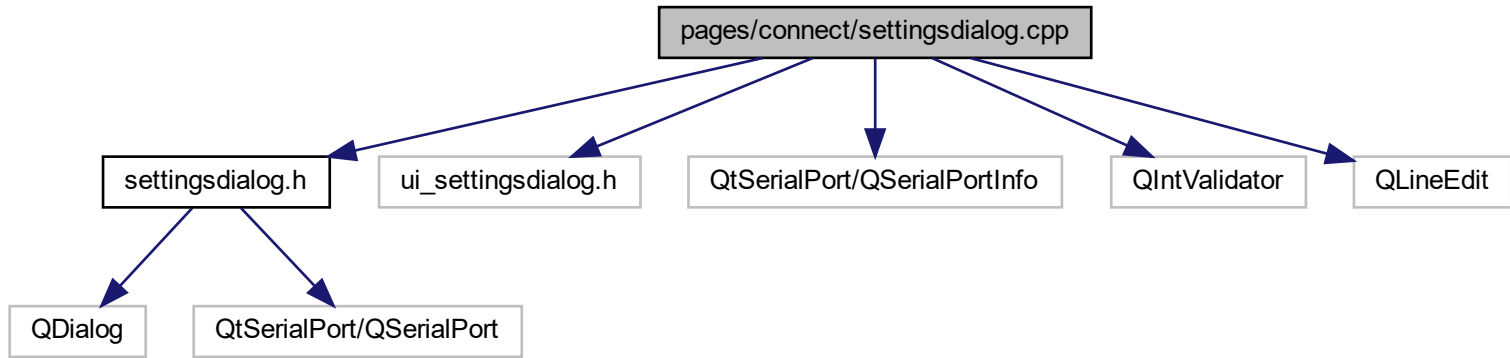 pages/connect/settingsdialog.cpp
settingsdialog.h
ui_settingsdialog.h
QtSerialPort/QSerialPortInfo
QIntValidator
QLineEdit
QDialog
QtSerialPort/QSerialPort